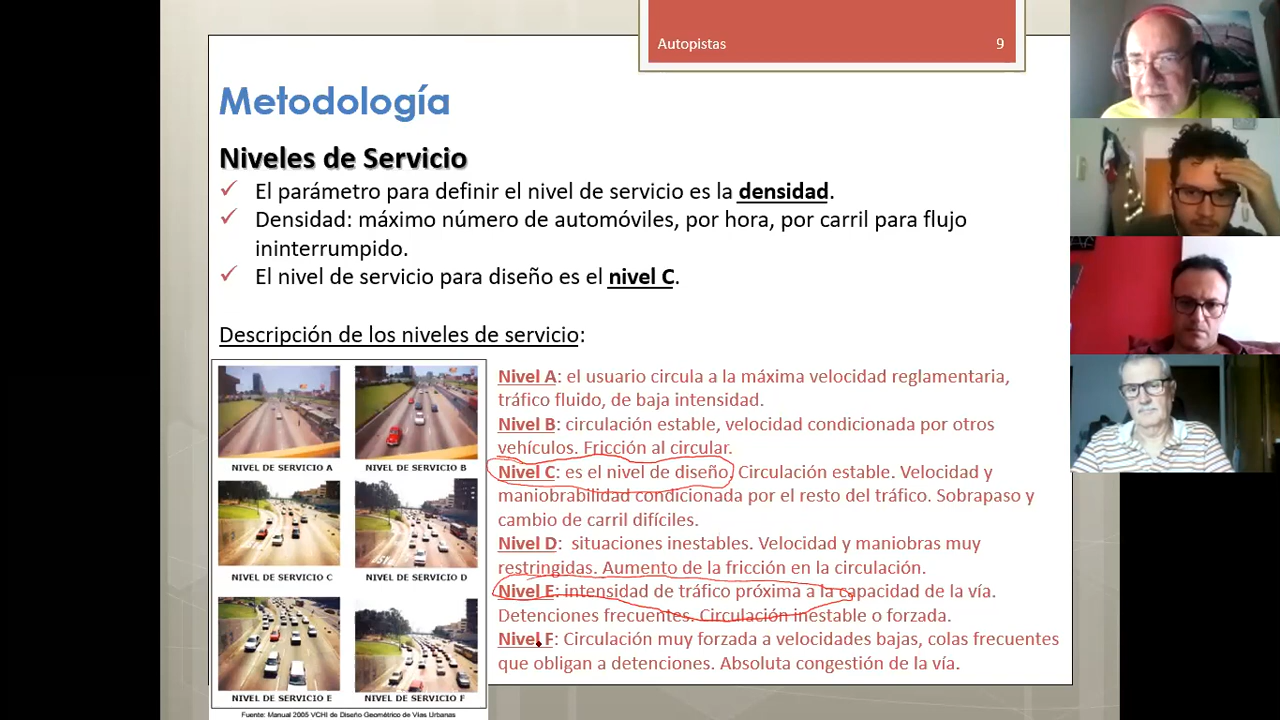 Autopistas 9
Metodología
Niveles de Servicio
El parámetro para definir el nivel de servicio es la densidad.
Densidad: máximo número de automóviles, por hora, por carril para flujo
ininterrumpido.
El nivel de servicio para diseño es el nivel C.
Descripción de los niveles de servicio:
NIVEL DE SERVICIO A
NIVEL DE SERVICIO B
NIVEL DE SERVICIO C
NIVEL DE SERVICIO D
NIVEL DE SERVICIO E
NIVEL DE SERVICIO F
Fuente: Manual 2005 VCHI de Diseño Geométrico de Vías Urbanas
Nivel A: el usuario circula a la máxima velocidad reglamentaria,
tráfico fluido, de baja intensidad.
Nivel B: circulación estable, velocidad condicionada por otros
vehículos. Fricción al circular.
Nivel C: es el nivel de diseño. Circulación estable. Velocidad y
maniobrabilidad condicionada por el resto del tráfico. Sobrapaso y
cambio de carril difíciles.
Nivel D: situaciones inestables. Velocidad y maniobras muy
restringidas. Aumento de la fricción en la circulación.
Nivel E: intensidad de tráfico próxima a la capacidad de la vía.
Detenciones frecuentes. Circulación inestable o forzada.
Nivel F: Circulación muy forzada a velocidades bajas, colas frecuentes
que obligan a detenciones. Absoluta congestión de la vía.